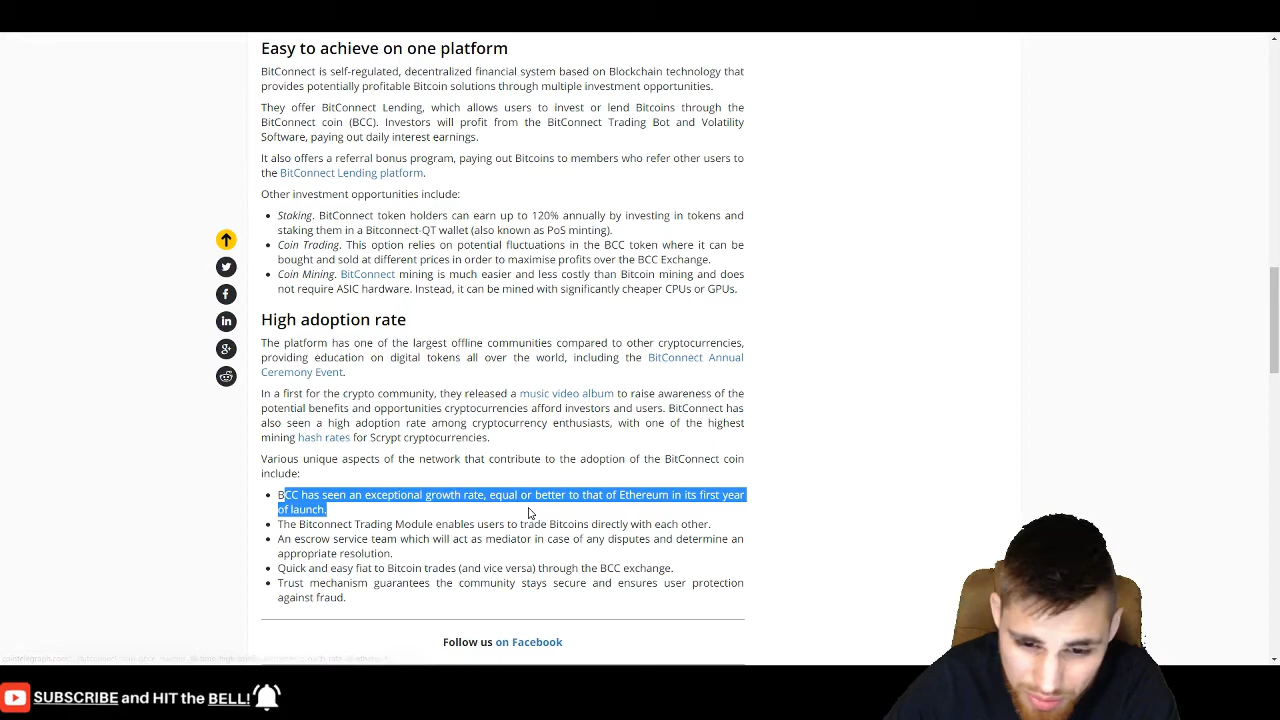 Easy to achieve on one platform
BitConnect is self-regulated, decentralized financial system based on Blockchain technology that
provides potentially profitable Bitcoin solutions through multiple investment opportunities.
They offer BitConnect Lending, which allows users to invest or lend Bitcoins through the
BitConnect coin (BCC). Investors will profit from the BitConnect Trading Bot and Volatility
Software, paying out daily interest earnings.
It also offers a referral bonus program, paying out Bitcoins to members who refer other users to
the BitConnect Lending platform.
Other investment opportunities include:
• Staking. BitConnect token holders can earn up to 120% annually by investing in tokens and
staking them in a Bitconnect-QT wallet (also known as PoS minting).
• Coin Trading. This option relies on potential fluctuations in the BCC token where it can be
bought and sold at different prices in order to maximise profits over the BCC Exchange.
• Coin Mining. BitConnect mining is much easier and less costly than Bitcoin mining and does
not require ASIC hardware. Instead, it can be mined with significantly cheaper CPUs or GPUs.
High adoption rate
The platform has one of the largest offline communities compared to other cryptocurrencies,
providing education on digital tokens all over the world, including the BitConnect Annual
Ceremony Event.
In a first for the crypto community, they released a music video album to raise awareness of the
potential benefits and opportunities cryptocurrencies afford investors and users. BitConnect has
also seen a high adoption rate among cryptocurrency enthusiasts, with one of the highest
mining hash rates for Scrypt cryptocurrencies.
Various unique aspects of the network that contribute to the adoption of the BitConnect coin
include:
• BCC has seen an exceptional growth rate, equal or better to that of Ethereum in its first year
of launch.
• The Bitconnect Trading Module enables users to trade Bitcoins directly with each other.
• An escrow service team which will act as mediator in case of any disputes and determine an
appropriate resolution.
• Quick and easy fiat to Bitcoin trades (and vice versa) through the BCC exchange.
• Trust mechanism guarantees the community stays secure and ensures user protection
against fraud.
Follow us on Facebook
SUBSCRIBE and HIT the BELL!